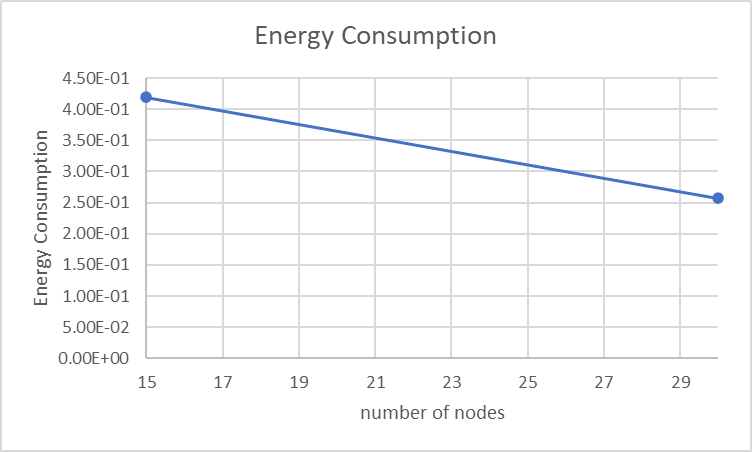 Energy Consumption
4.50E-01
4.00E-01
3.50E-01
3.00E-01
2.50E-01
2.00E-01
1.50E-01
1.00E-01
5.00E-02
0.00E+00
Energy Consumption
15 17 19 21 23 25 27 29
number of nodes